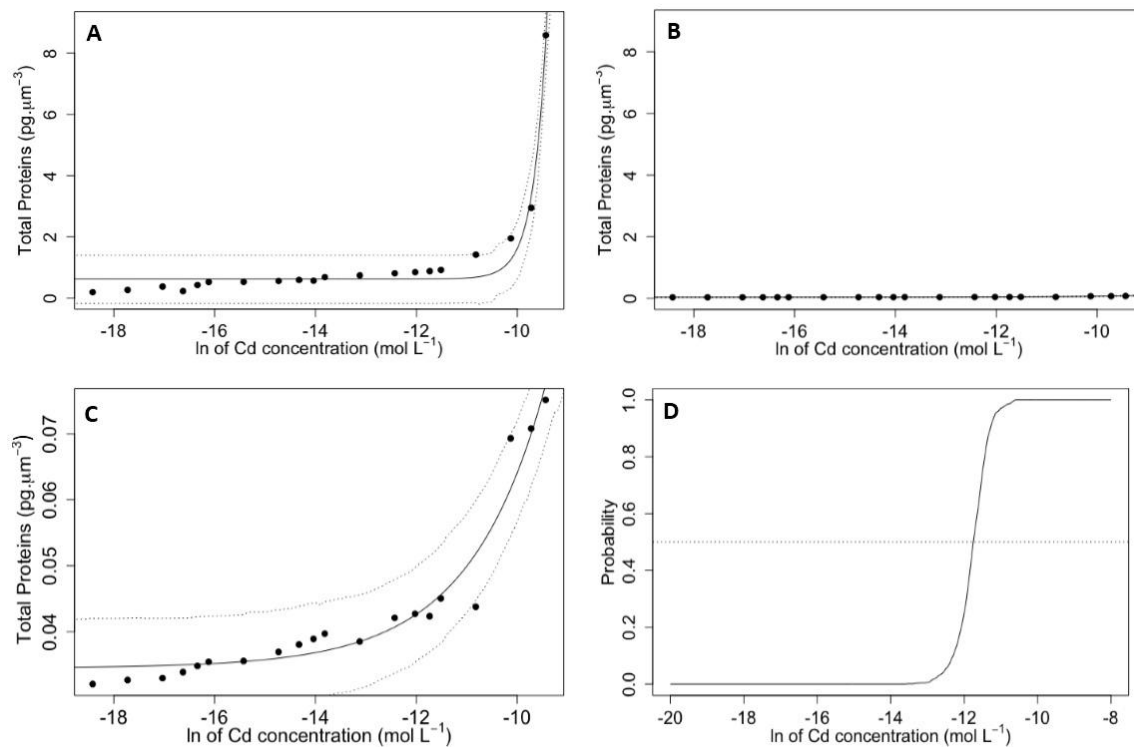 A
Total Proteins (pg.μm⁻³)
8
6
4
2
0
-18 -16 -14 -12 -10
ln of Cd concentration (mol L⁻¹)
B
Total Proteins (pg.μm⁻³)
8
6
4
2
0
-18 -16 -14 -12 -10
ln of Cd concentration (mol L⁻¹)
C
Total Proteins (pg.μm⁻³)
0.07
0.06
0.05
0.04
-18 -16 -14 -12 -10
ln of Cd concentration (mol L⁻¹)
D
Probability
1.0
0.8
0.6
0.4
0.2
0.0
-20 -18 -16 -14 -12 -10 -8
ln of Cd concentration (mol L⁻¹)